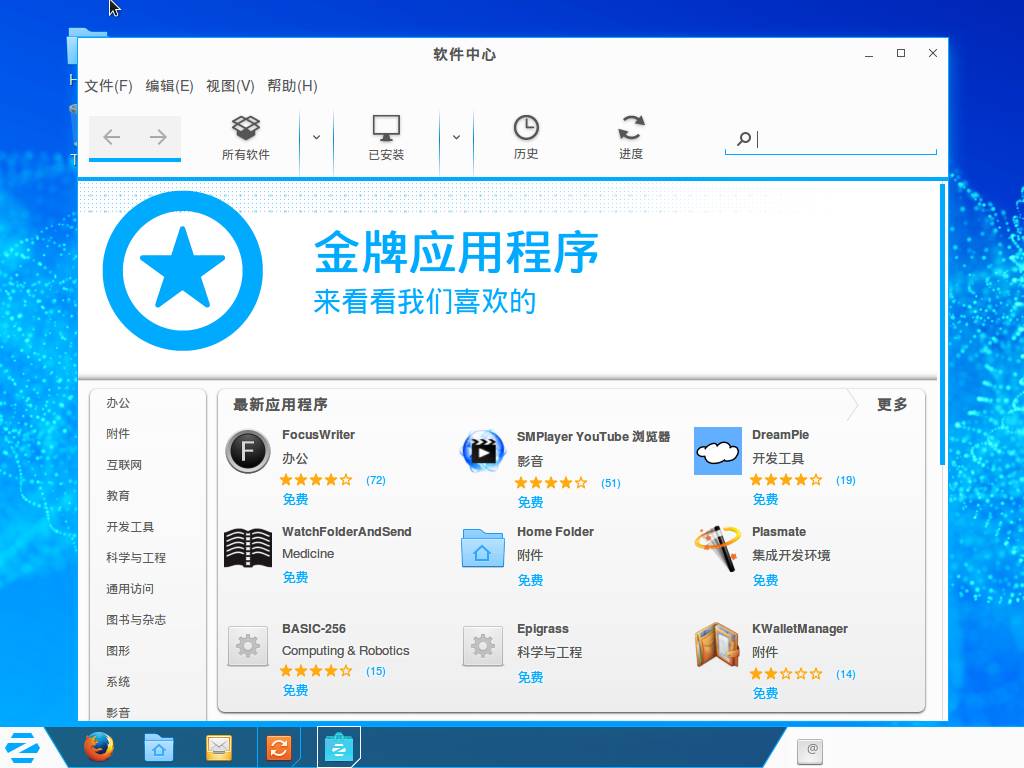 软件中心
文件(F) 编辑(E) 视图(V) 帮助(H)
所有软件 已安装 历史 进度
金牌应用程序
来看看我们喜欢的
办公
附件
互联网
教育
开发工具
科学与工程
通用访问
图书与杂志
图形
系统
影音
最新应用程序 更多
FocusWriter
办公
(72)
免费
SMPlayer YouTube 浏览器
影音
(51)
免费
DreamPie
开发工具
(19)
免费
WatchFolderAndSend
Medicine
免费
Home Folder
附件
免费
Plasmate
集成开发环境
免费
BASIC-256
Computing & Robotics
(15)
免费
Epigrass
科学与工程
免费
KWalletManager
附件
(14)
免费